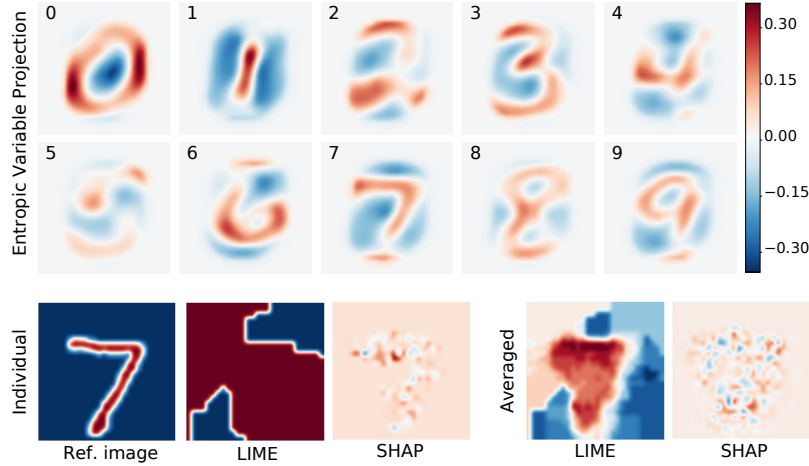 Entropic Variable Projection
0 1 2 3 4
5 6 7 8 9
0.30
0.15
0.00
−0.15
−0.30
Individual
Ref. image LIME SHAP
Averaged
LIME SHAP